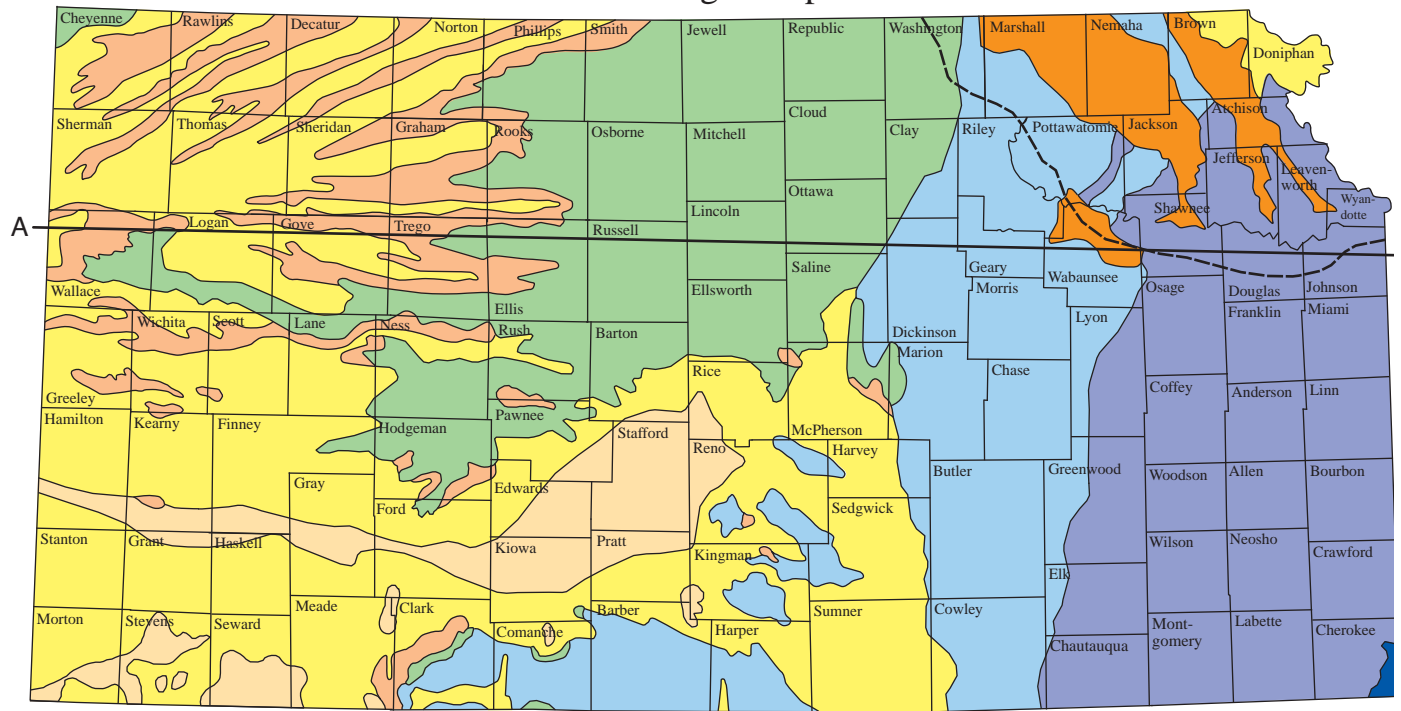 Cheyenne
Rawlins
Decatur
Norton
Phillips
Smith
Jewell
Republic
Washington
Marshall
Nemaha
Brown
Doniphan
Sherman
Thomas
Sheridan
Graham
Rooks
Osborne
Mitchell
Cloud
Clay
Riley
Pottawatomie
Jackson
Atchison
Jefferson
Leaven-
worth
Wyan-
dotte
Ottawa
Lincoln
Shawnee
A
Logan
Gove
Trego
Russell
Saline
Geary
Wabaunsee
Wallace
Ellis
Ellsworth
Morris
Osage
Douglas
Johnson
Wichita
Scott
Lane
Ness
Rush
Barton
Dickinson
Lyon
Franklin
Miami
Marion
Rice
Chase
Greeley
Coffey
Anderson
Linn
Hamilton
Kearny
Finney
Hodgeman
Pawnee
Stafford
McPherson
Reno
Harvey
Butler
Greenwood
Woodson
Allen
Bourbon
Gray
Edwards
Ford
Sedgwick
Stanton
Grant
Haskell
Kiowa
Pratt
Kingman
Wilson
Neosho
Crawford
Elk
Meade
Clark
Barber
Sumner
Cowley
Morton
Stevens
Seward
Comanche
Harper
Chautauqua
Mont-
gomery
Labette
Cherokee